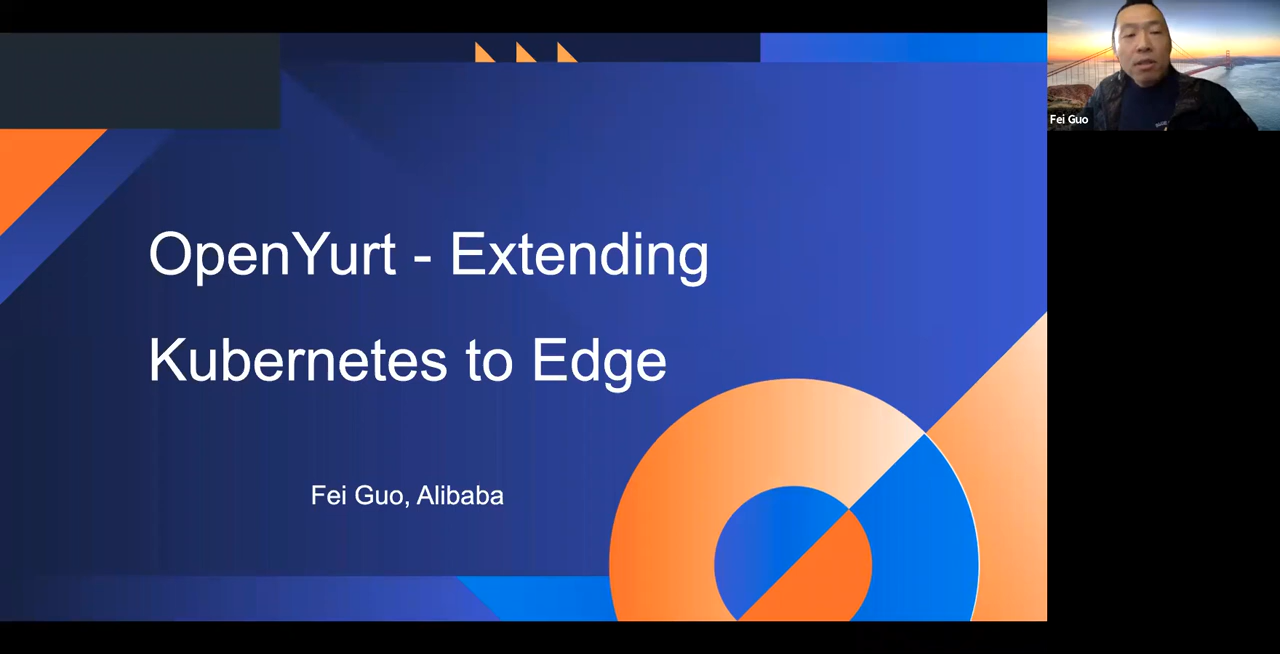 OpenYurt - Extending
Kubernetes to Edge
Fei Guo, Alibaba
Fei Guo